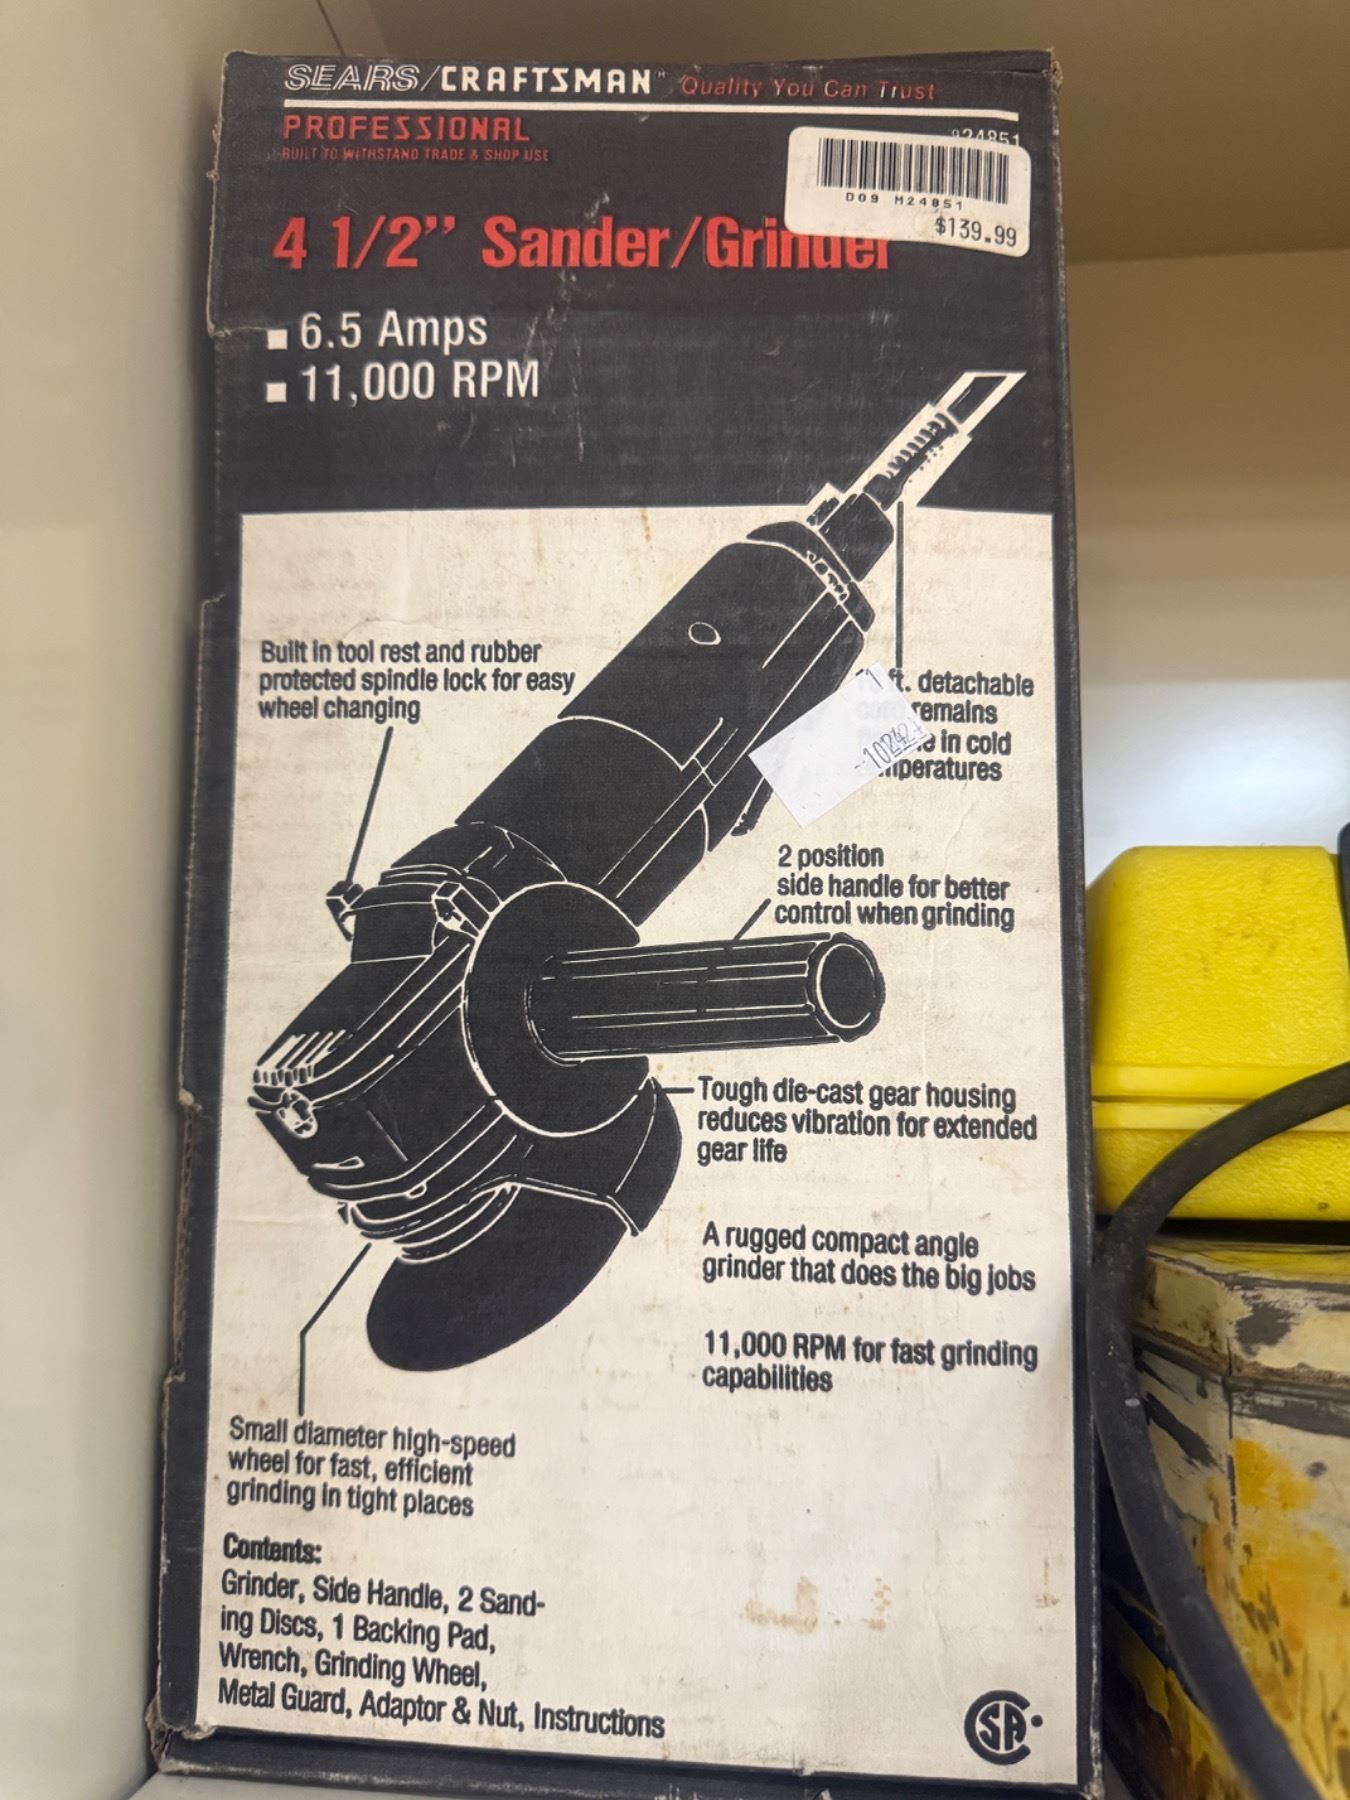 SEARS/CRAFTSMAN Quality You Can Trust
PROFESSIONAL
BUILT TO WITHSTAND TRADE & SHOP USE
D09 M24851
$139.99
4 1/2” Sander/Grinder
■ 6.5 Amps
■ 11,000 RPM
Built in tool rest and rubber
protected spindle lock for easy
wheel changing
ft. detachable
remains
in cold
2 position
side handle for better
control when grinding
Tough die-cast gear housing
reduces vibration for extended
gear life
A rugged compact angle
grinder that does the big jobs
11,000 RPM for fast grinding
capabilities
Small diameter high-speed
wheel for fast, efficient
grinding in tight places
Contents:
Grinder, Side Handle, 2 Sand-
ing Discs, 1 Backing Pad,
Wrench, Grinding Wheel,
Metal Guard, Adaptor & Nut, Instructions